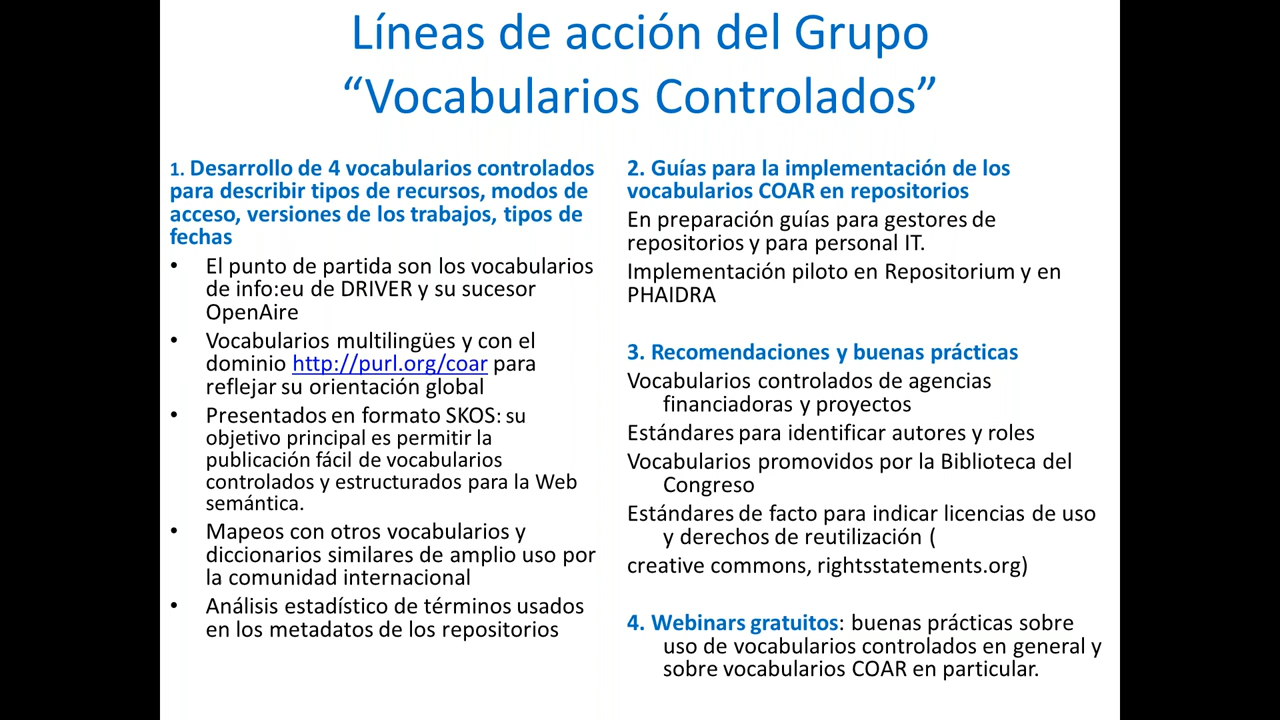 Líneas de acción del Grupo
“Vocabularios Controlados”
1. Desarrollo de 4 vocabularios controlados
para describir tipos de recursos, modos de
acceso, versiones de los trabajos, tipos de
fechas
• El punto de partida son los vocabularios
de info:eu de DRIVER y su sucesor
OpenAire
• Vocabularios multilingües y con el
dominio http://purl.org/coar para
reflejar su orientación global
• Presentados en formato SKOS: su
objetivo principal es permitir la
publicación fácil de vocabularios
controlados y estructurados para la Web
semántica.
• Mapeos con otros vocabularios y
diccionarios similares de amplio uso por
la comunidad internacional
• Análisis estadístico de términos usados
en los metadatos de los repositorios
2. Guías para la implementación de los
vocabularios COAR en repositorios
En preparación guías para gestores de
repositorios y para personal IT.
Implementación piloto en Repositorium y en
PHAIDRA
3. Recomendaciones y buenas prácticas
Vocabularios controlados de agencias
financiadoras y proyectos
Estándares para identificar autores y roles
Vocabularios promovidos por la Biblioteca del
Congreso
Estándares de facto para indicar licencias de uso
y derechos de reutilización (
creative commons, rightsstatements.org)
4. Webinars gratuitos: buenas prácticas sobre
uso de vocabularios controlados en general y
sobre vocabularios COAR en particular.